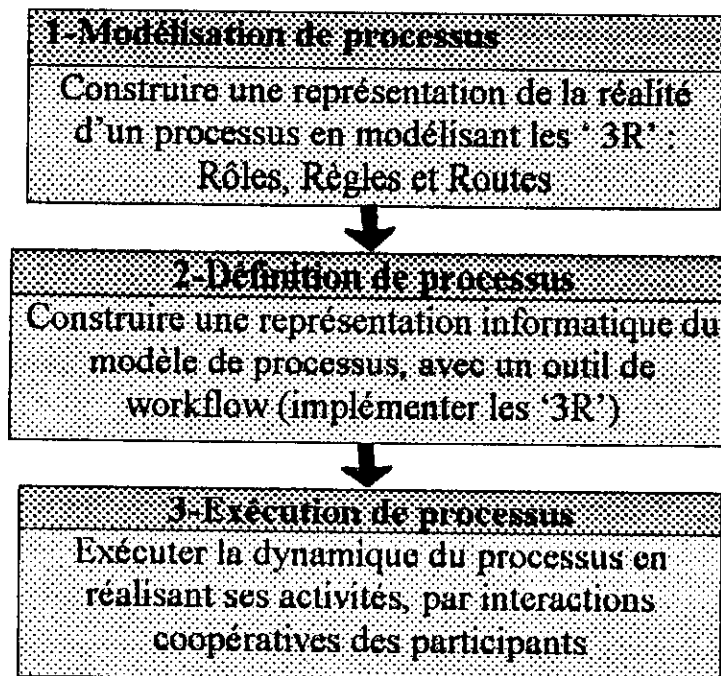 1-Modélisation de processus
Construire une représentation de la réalité
d'un processus en modélisant les ‘ 3R’ :
Rôles, Règles et Routes
2-Définition de processus
Construire une représentation informatique du
modèle de processus, avec un outil de
workflow (implémenter les ‘3R’)
3-Exécution de processus
Exécuter la dynamique du processus en
réalisant ses activités, par interactions
coopératives des participants